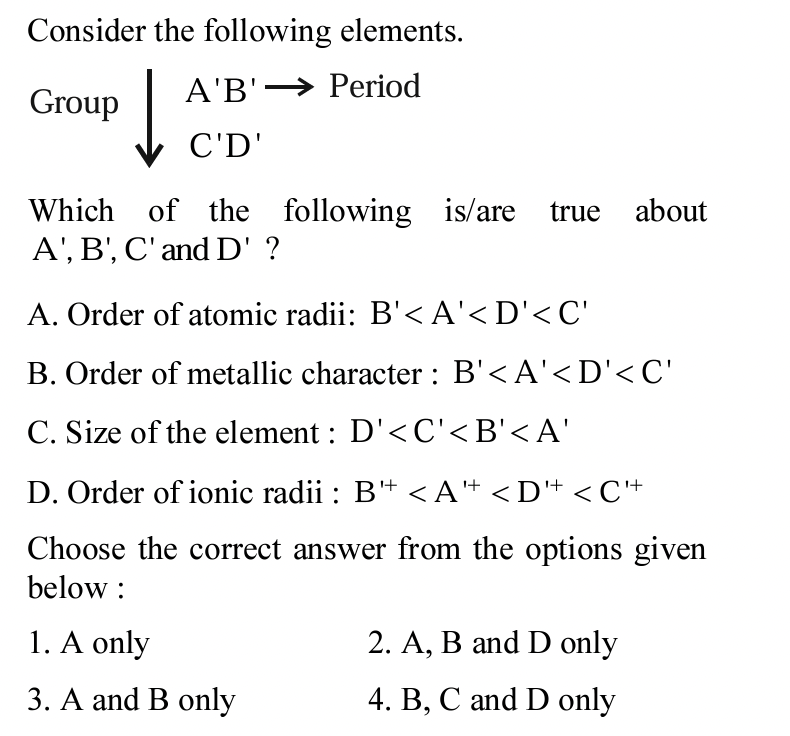 Consider the following elements.
Group A'B' → Period
C'D'
Which of the following is/are true about
A', B', C' and D' ?
A. Order of atomic radii: B'< A'< D'< C'
B. Order of metallic character : B'< A'< D'< C'
C. Size of the element : D'< C'< B'< A'
D. Order of ionic radii : B'⁺ < A'⁺ < D'⁺ < C'⁺
Choose the correct answer from the options given
below :
1. A only 2. A, B and D only
3. A and B only 4. B, C and D only